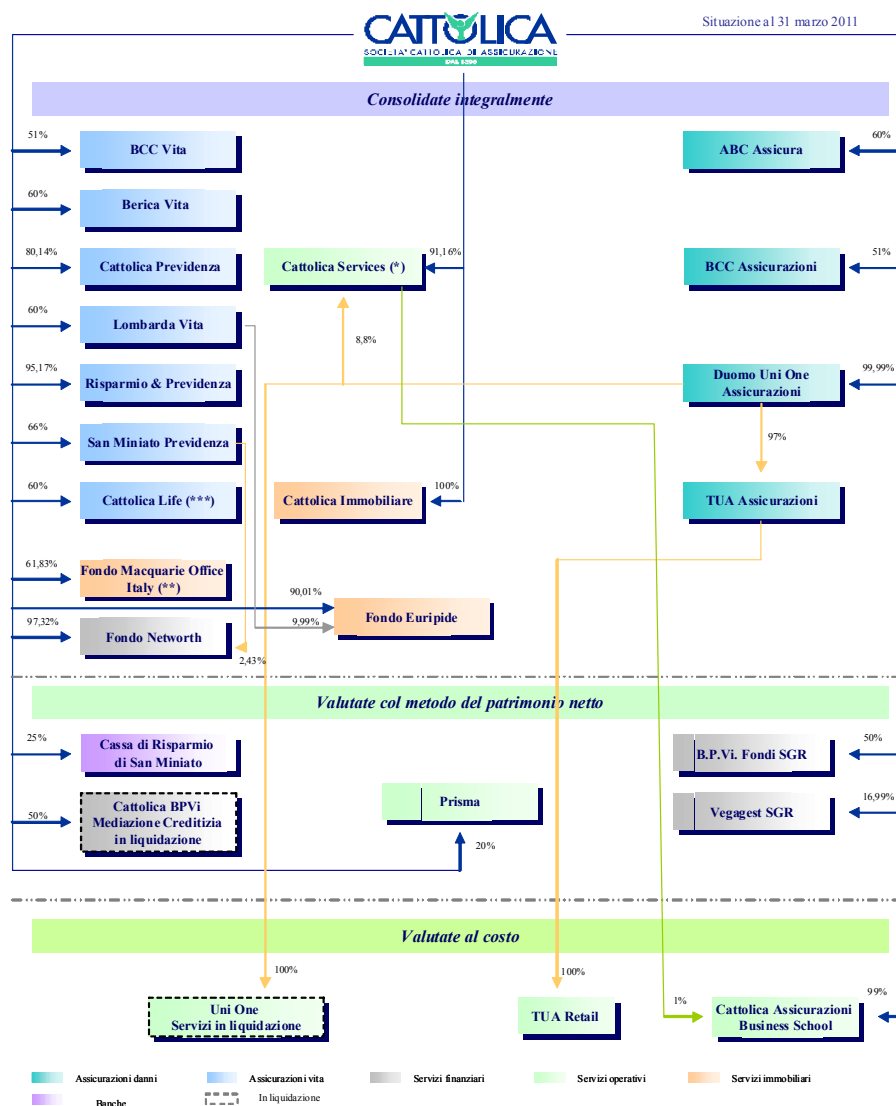 CATTOLICA
SOCIETA' CATTOLICA DI ASSICURAZIONE
DAL 1896
Situazione al 31 marzo 2011
Consolidate integralmente
51%
BCC Vita
ABC Assicura
60%
60%
Berica Vita
80,14%
Cattolica Previdenza
Cattolica Services (*)
91,16%
BCC Assicurazioni
51%
60%
Lombarda Vita
8,8%
95,17%
Risparmio & Previdenza
Duomo Uni One
Assicurazioni
99,99%
66%
San Miniato Previdenza
97%
60%
Cattolica Life (***)
Cattolica Immobiliare
100%
TUA Assicurazioni
61,83%
Fondo Macquarie Office
Italy (**)
90,01%
Fondo Euripide
9,99%
97,32%
Fondo Networth
2,43%
Valutate col metodo del patrimonio netto
25%
Cassa di Risparmio
di San Miniato
B.P.Vi. Fondi SGR
50%
50%
Cattolica BPVi
Mediazione Creditizia
in liquidazione
Prisma
Vegagest SGR
16,99%
20%
Valutate al costo
100%
100%
Uni One
Servizi in liquidazione
TUA Retail
1%
Cattolica Assicurazioni
Business School
99%
Assicurazioni danni
Assicurazioni vita
Servizi finanziari
Servizi operativi
Servizi immobiliari
Banche
In liquidazione